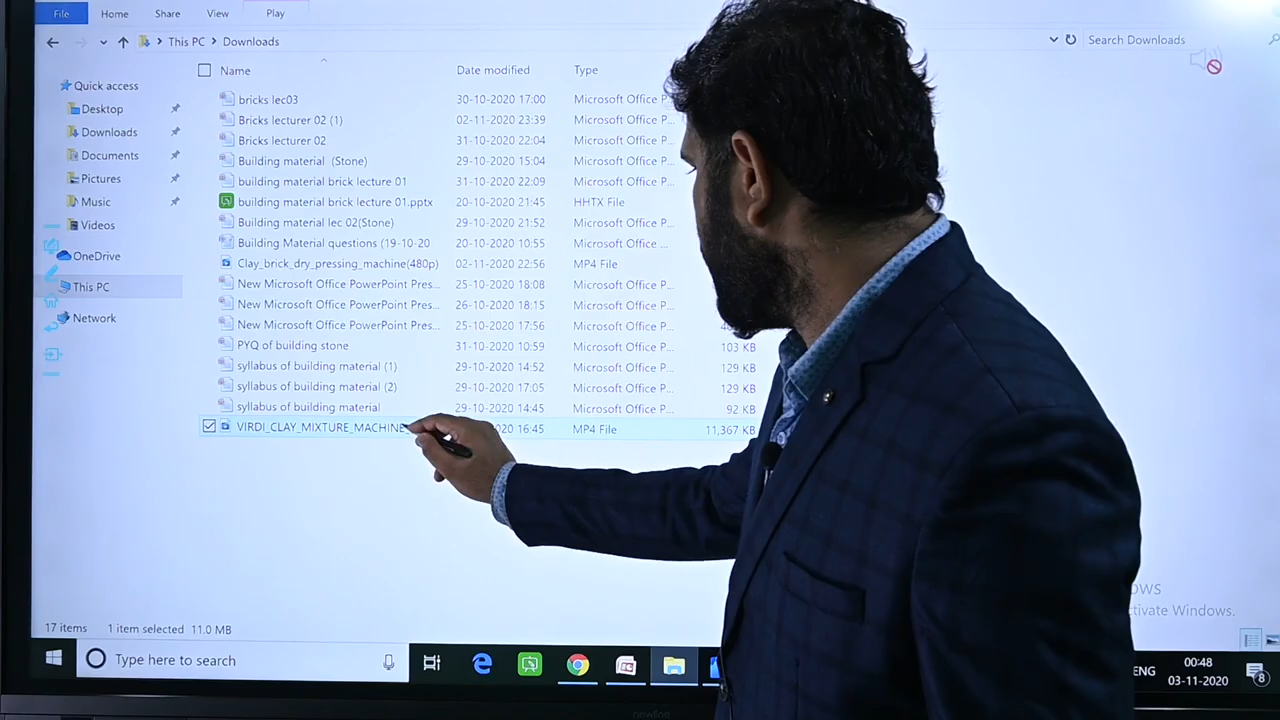 File Home Share View Play
This PC Downloads Search Downloads
Name Date modified Type
Quick access
Desktop
Downloads
Documents
Pictures
Music
Videos
OneDrive
This PC
Network
bricks lec03 30-10-2020 17:00 Microsoft Office P...
Bricks lecturer 02 (1) 02-11-2020 23:39 Microsoft Office P...
Bricks lecturer 02 31-10-2020 22:04 Microsoft Office P...
Building material (Stone) 29-10-2020 15:04 Microsoft Office P...
building material brick lecture 01 31-10-2020 22:09 Microsoft Office P...
building material brick lecture 01.pptx 20-10-2020 21:45 HHTX File
Building material lec 02(Stone) 29-10-2020 21:52 Microsoft Office P...
Building Material questions (19-10-20 20-10-2020 10:55 Microsoft Office ...
Clay_brick_dry_pressing_machine(480p) 02-11-2020 22:56 MP4 File
New Microsoft Office PowerPoint Pres... 25-10-2020 18:08 Microsoft Office P...
New Microsoft Office PowerPoint Pres... 26-10-2020 18:15 Microsoft Office P...
New Microsoft Office PowerPoint Pres... 25-10-2020 17:56 Microsoft Office P...
PYQ of building stone 31-10-2020 10:59 Microsoft Office P... 103 KB
syllabus of building material (1) 29-10-2020 14:52 Microsoft Office P... 129 KB
syllabus of building material (2) 29-10-2020 17:05 Microsoft Office P... 129 KB
syllabus of building material 29-10-2020 14:45 Microsoft Office P... 92 KB
VIRDI_CLAY_MIXTURE_MACHINE 2020 16:45 MP4 File 11,367 KB
17 items 1 item selected 11.0 MB
Windows.
Type here to search
ENG 00:48
03-11-2020
8
newline